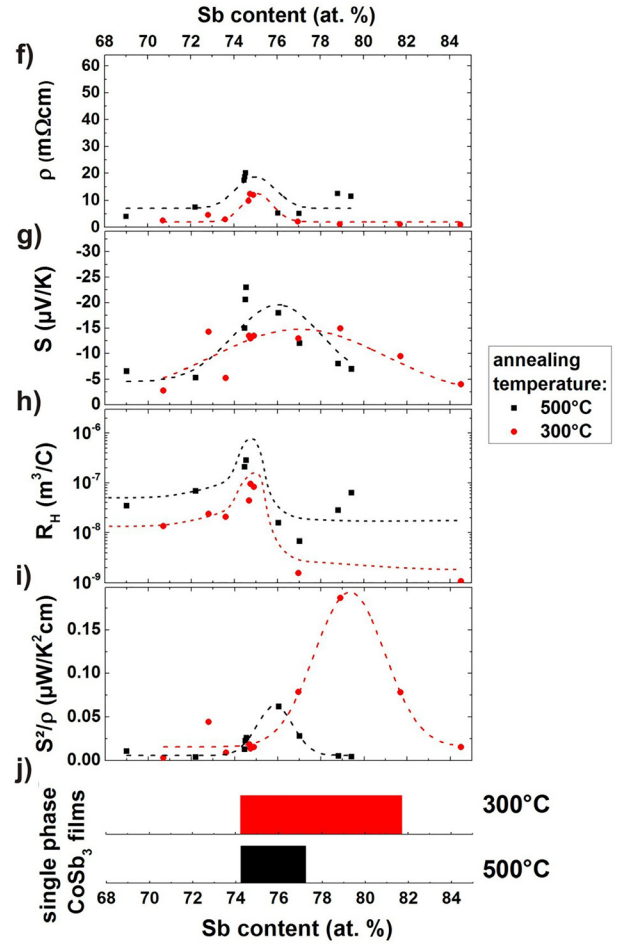 Sb content (at. %)
68 70 72 74 76 78 80 82 84
f)
60
50
40
30
20
10
0
ρ (mΩcm)
g)
-30
-25
-20
-15
-10
-5
0
S (µV/K)
annealing
temperature:
500°C
300°C
h)
10⁻⁶
10⁻⁷
10⁻⁸
10⁻⁹
R_H (m³/C)
i)
0.15
0.10
0.05
0.00
S²/ρ (µW/K²cm)
j)
single phase
CoSb₃ films
300°C
500°C
68 70 72 74 76 78 80 82 84
Sb content (at. %)